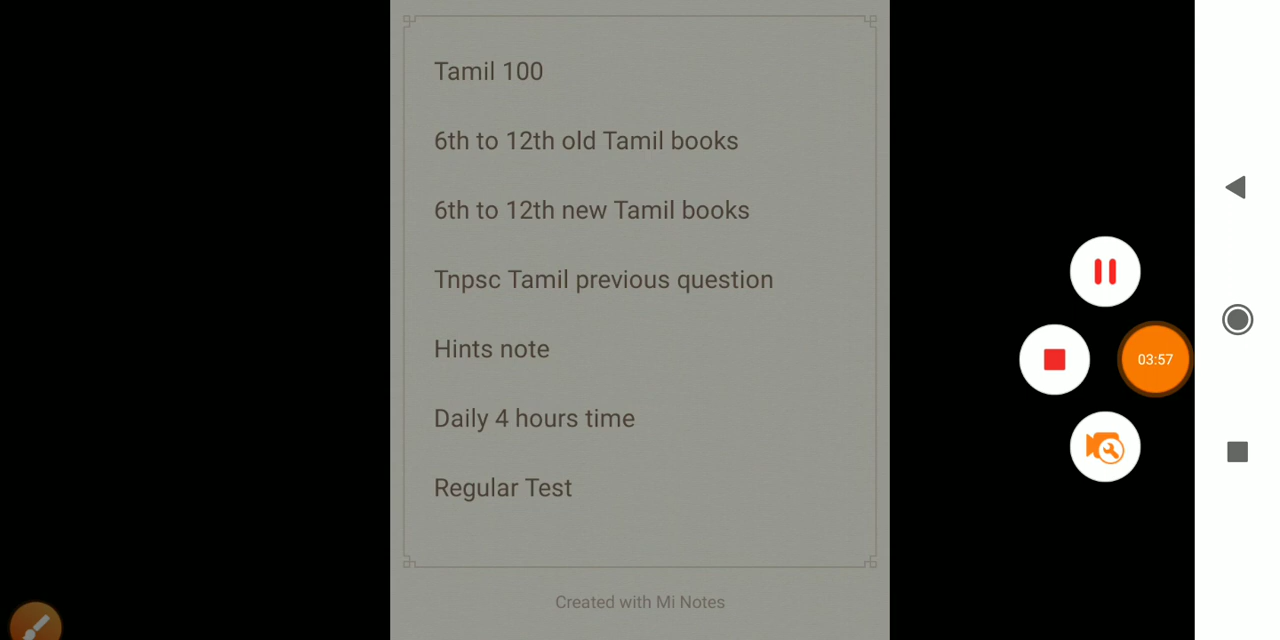 Tamil 100
6th to 12th old Tamil books
6th to 12th new Tamil books
Tnpsc Tamil previous question
Hints note
Daily 4 hours time
Regular Test
03:57
Created with Mi Notes